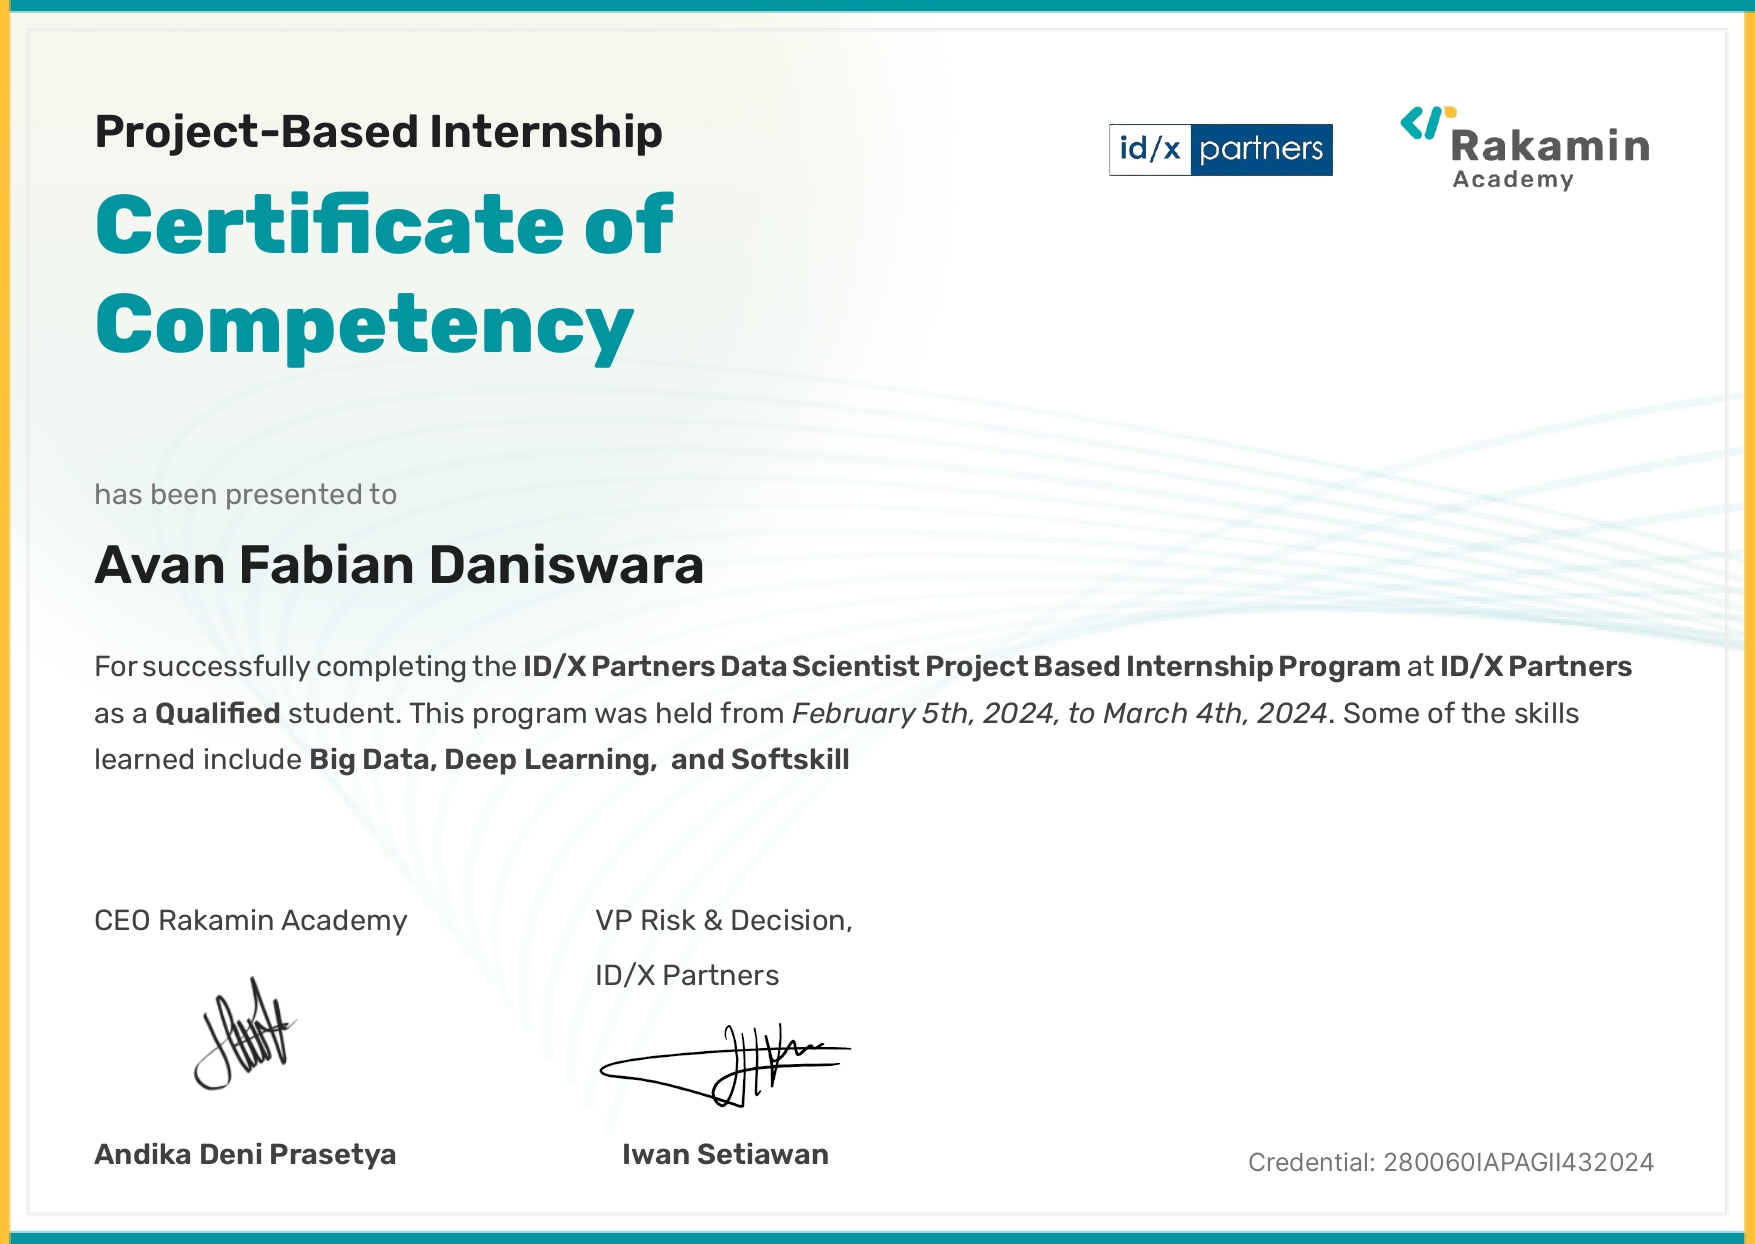 Project-Based Internship
id/x partners
Rakamin
Academy
Certificate of
Competency
has been presented to
Avan Fabian Daniswara
For successfully completing the ID/X Partners Data Scientist Project Based Internship Program at ID/X Partners
as a Qualified student. This program was held from February 5th, 2024, to March 4th, 2024. Some of the skills
learned include Big Data, Deep Learning,  and Softskill
CEO Rakamin Academy
VP Risk & Decision,
ID/X Partners
Andika Deni Prasetya
Iwan Setiawan
Credential: 280060IAPAGII432024